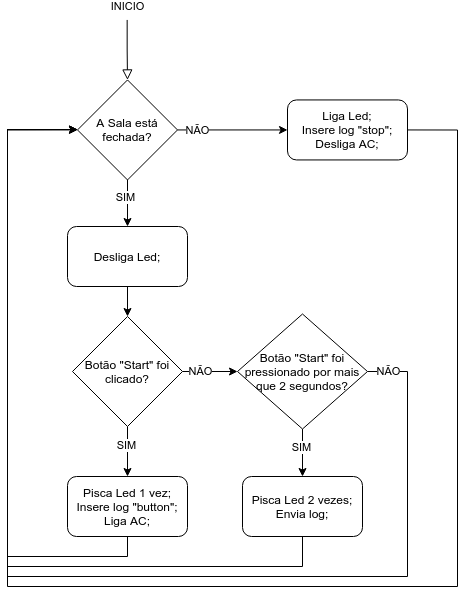 INICIO
A Sala está
fechada?
NÃO
Liga Led;
Insere log "stop";
Desliga AC;
SIM
Desliga Led;
Botão "Start" foi
clicado?
NÃO
Botão "Start" foi
pressionado por mais
que 2 segundos?
NÃO
SIM
SIM
Pisca Led 1 vez;
Insere log "button";
Liga AC;
Pisca Led 2 vezes;
Envia log;